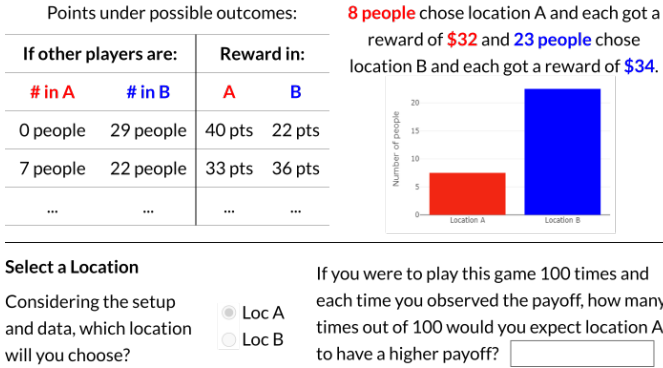 Points under possible outcomes:
If other players are: Reward in:
# in A # in B A B
0 people 29 people 40 pts 22 pts
7 people 22 people 33 pts 36 pts
... ... ... ...
8 people chose location A and each got a
reward of $32 and 23 people chose
location B and each got a reward of $34.
Number of people
20
15
10
5
0
Location A Location B
Select a Location
Considering the setup
and data, which location
will you choose?
Loc A
Loc B
If you were to play this game 100 times and
each time you observed the payoff, how many
times out of 100 would you expect location A
to have a higher payoff?